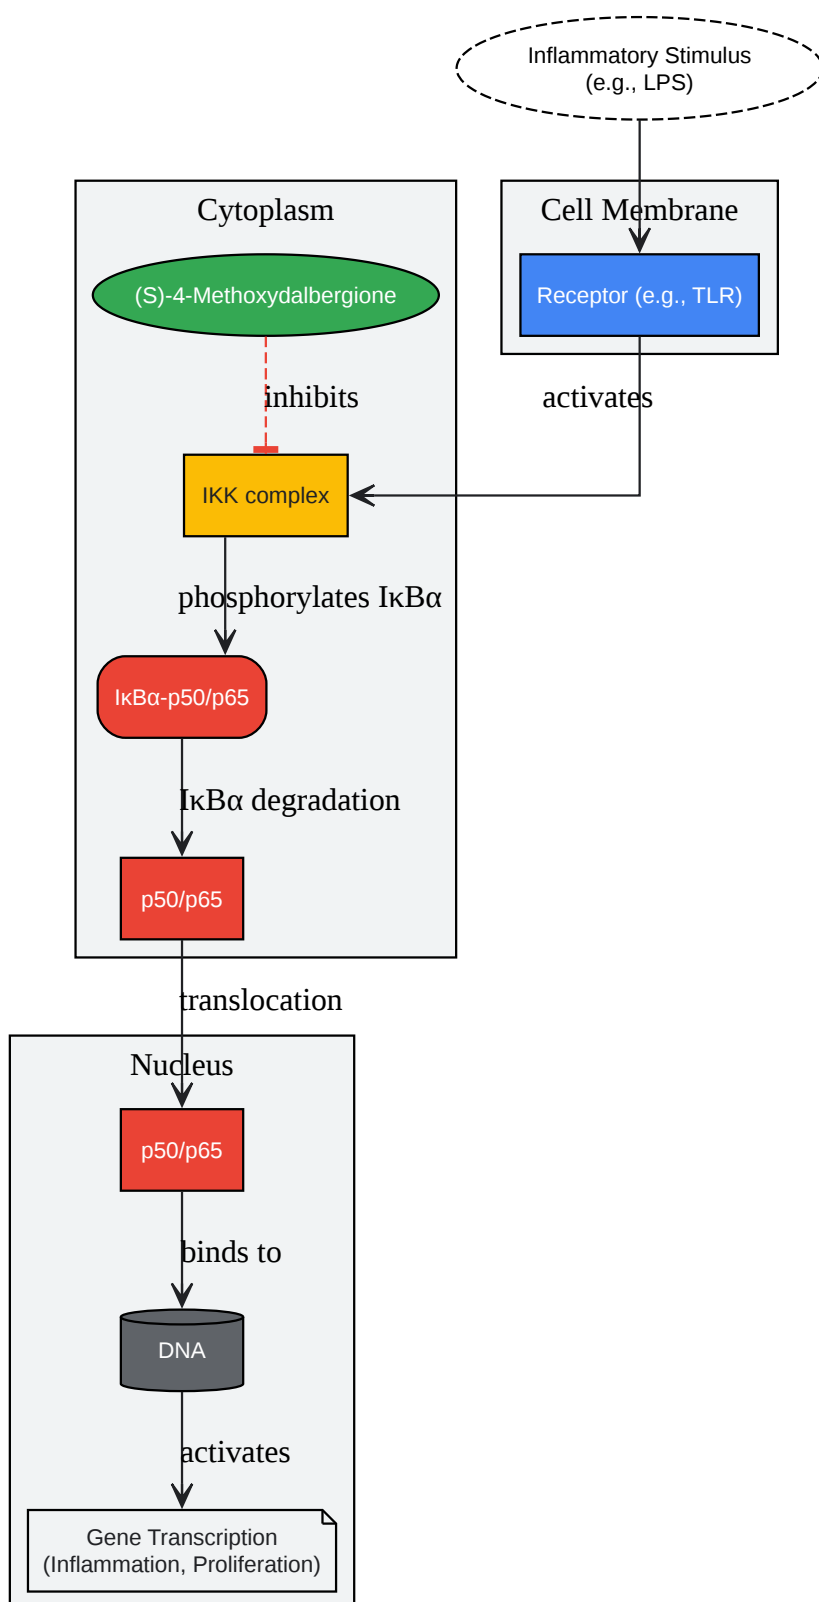 Inflammatory Stimulus
(e.g., LPS)
Cytoplasm
Cell Membrane
(S)-4-Methoxydalbergione
Receptor (e.g., TLR)
inhibits
activates
IKK complex
phosphorylates IκBα
IκBα-p50/p65
IκBα degradation
p50/p65
translocation
Nucleus
p50/p65
binds to
DNA
activates
Gene Transcription
(Inflammation, Proliferation)